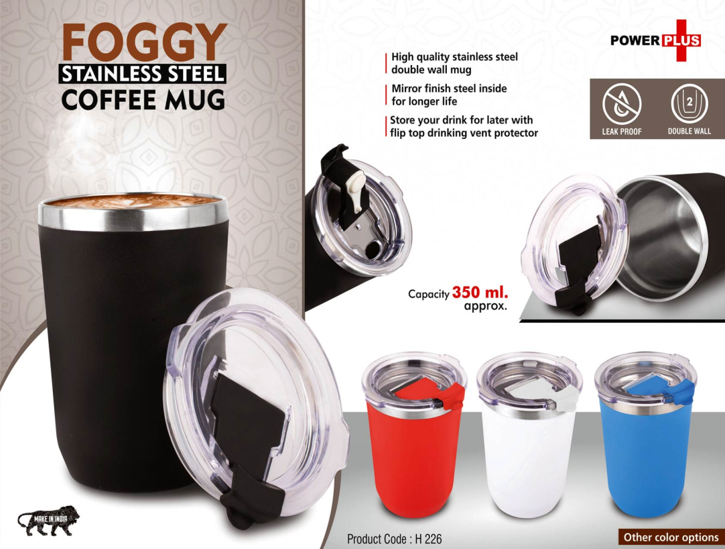 FOGGY
STAINLESS STEEL
COFFEE MUG
High quality stainless steel
double wall mug
Mirror finish steel inside
for longer life
Store your drink for later with
flip top drinking vent protector
POWER PLUS
LEAK PROOF
2
DOUBLE WALL
Capacity 350 ml.
approx.
MAKE IN INDIA
Product Code : H 226
Other color options